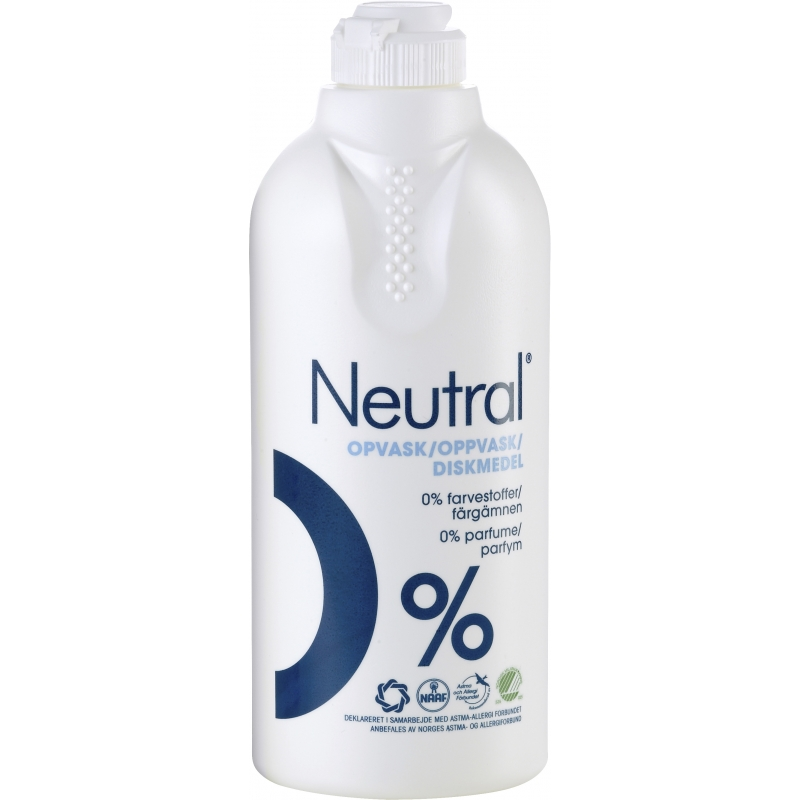 Neutral®
OPVASK/OPPVASK/
DISKMEDEL
0% farvestoffer/
färgämnen
0% parfume/
parfym
0%
NAAF
Astma
och Allergi
Förbundet
DEKLARERET I SAMARBEJDE MED ASTMA-ALLERGI FORBUNDET
ANBEFALES AV NORGES ASTMA- OG ALLERGIFORBUND